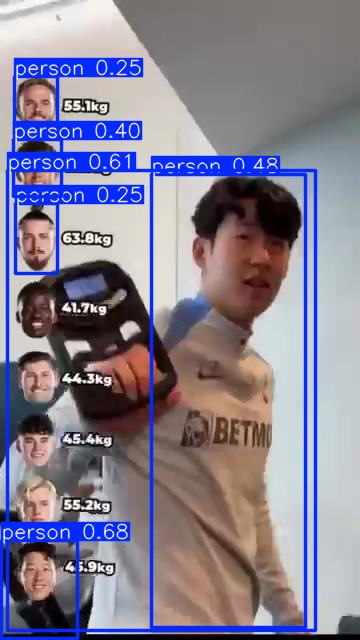 person 0.25
55.1kg
person 0.40
person 0.61
person 0.48
person 0.25
63.8kg
41.7kg
44.3kg
45.4kg
BETMG
55.2kg
person 0.68
45.9kg